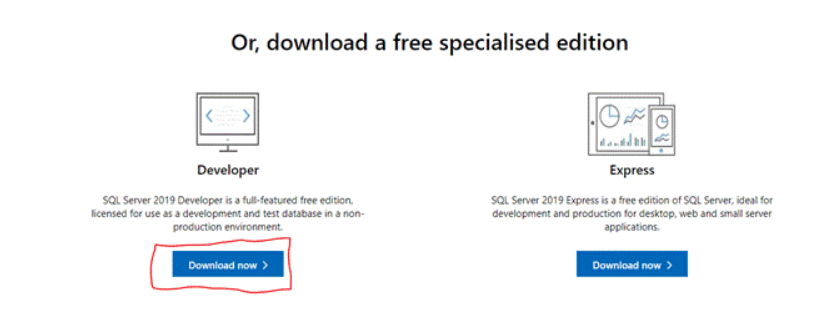 Or, download a free specialised edition
Developer
SQL Server 2019 Developer is a full-featured free edition,
licensed for use as a development and test database in a non-
production environment.
Download now >
Express
SQL Server 2019 Express is a free edition of SQL Server, ideal for
development and production for desktop, web and small server
applications.
Download now >